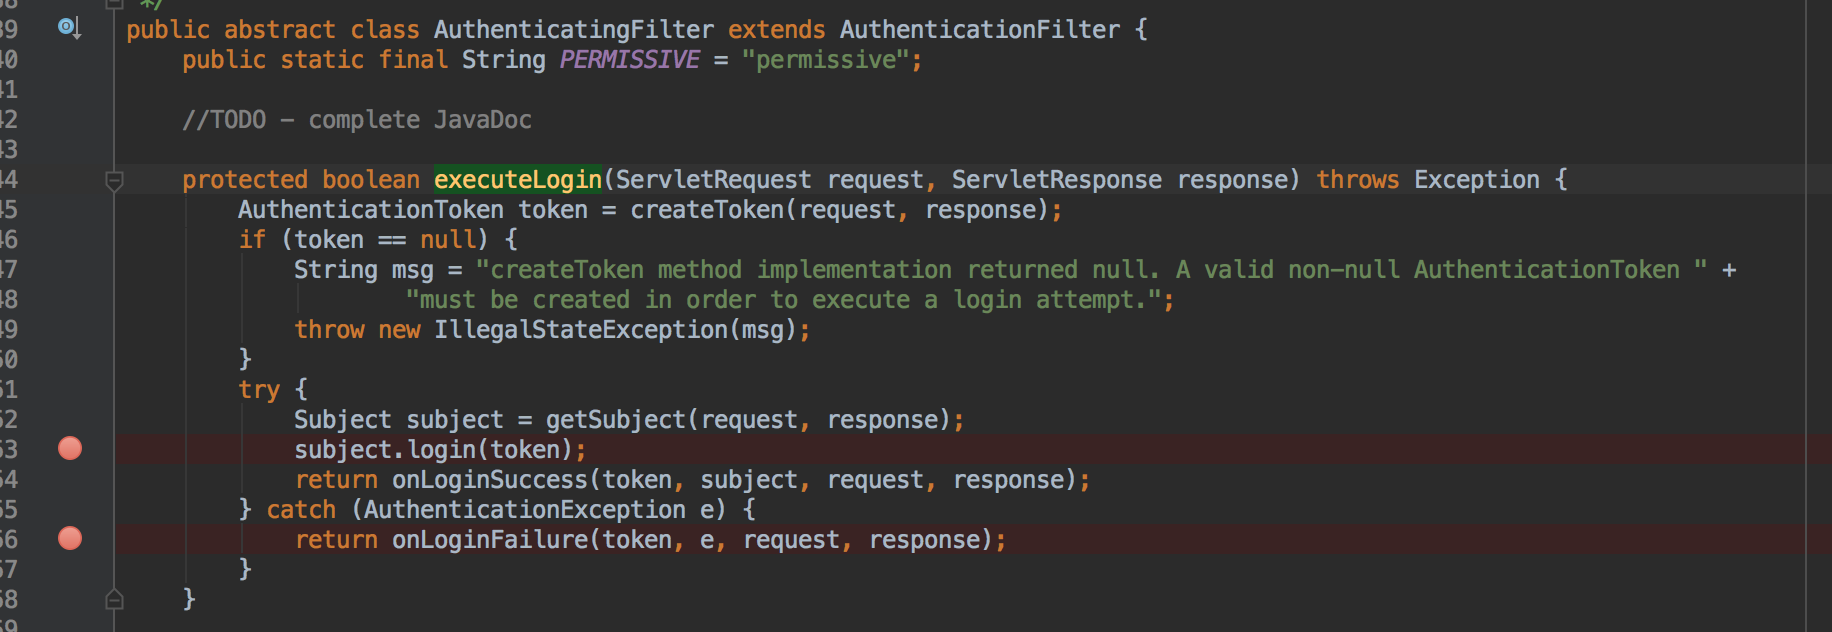 */
39 public abstract class AuthenticatingFilter extends AuthenticationFilter {
40 public static final String PERMISSIVE = "permissive";
41
42 //TODO - complete JavaDoc
43
44 protected boolean executeLogin(ServletRequest request, ServletResponse response) throws Exception {
45 AuthenticationToken token = createToken(request, response);
46 if (token == null) {
47 String msg = "createToken method implementation returned null. A valid non-null AuthenticationToken " +
48 "must be created in order to execute a login attempt.";
49 throw new IllegalStateException(msg);
50 }
51 try {
52 Subject subject = getSubject(request, response);
53 subject.login(token);
54 return onLoginSuccess(token, subject, request, response);
55 } catch (AuthenticationException e) {
56 return onLoginFailure(token, e, request, response);
57 }
58 }
59